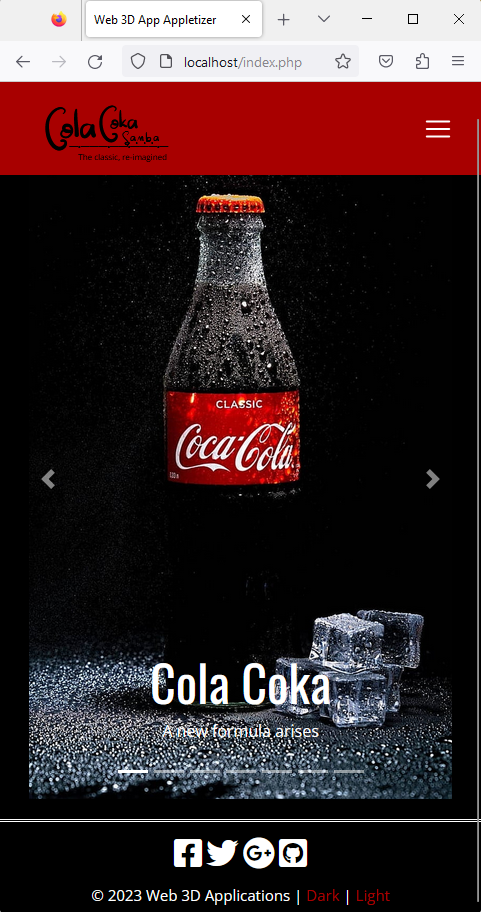 Web 3D App Appletizer
localhost/index.php
Cola Coka
Samba
The classic, re-imagined
CLASSIC
Coca-Cola
Cola Coka
A new formula arises
© 2023 Web 3D Applications | Dark | Light